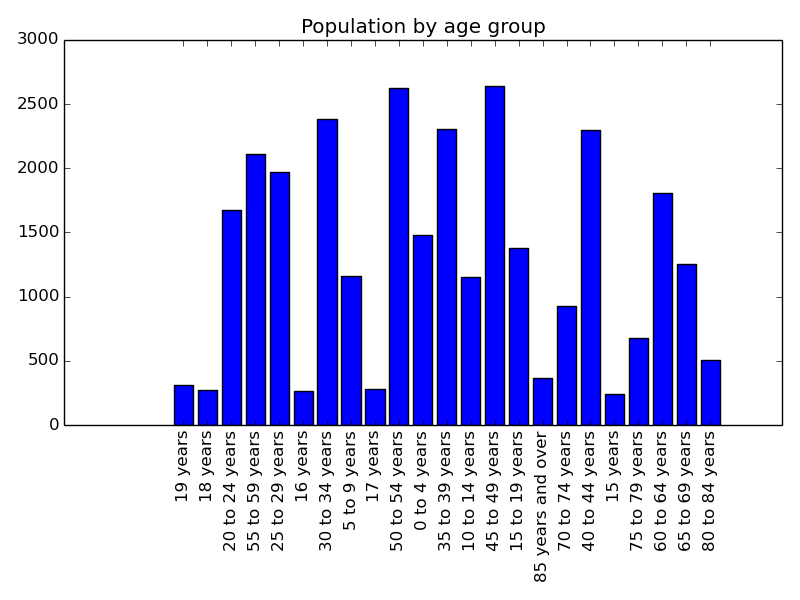 Population by age group
3000
2500
2000
1500
1000
500
0
19 years
18 years
20 to 24 years
55 to 59 years
25 to 29 years
16 years
30 to 34 years
5 to 9 years
17 years
50 to 54 years
0 to 4 years
35 to 39 years
10 to 14 years
45 to 49 years
15 to 19 years
85 years and over
70 to 74 years
40 to 44 years
15 years
75 to 79 years
60 to 64 years
65 to 69 years
80 to 84 years